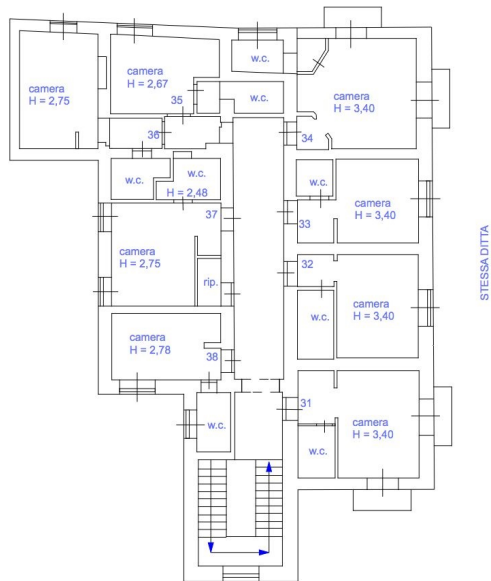 w.c.
camera
H = 2,75
camera
H = 2,67
w.c.
camera
H = 3,40
35
36
34
w.c.
w.c.
H = 2,48
w.c.
camera
H = 3,40
37
33
camera
H = 2,75
rip.
32
camera
H = 3,40
w.c.
camera
H = 2,78
38
31
w.c.
camera
H = 3,40
w.c.
STESSA DITTA